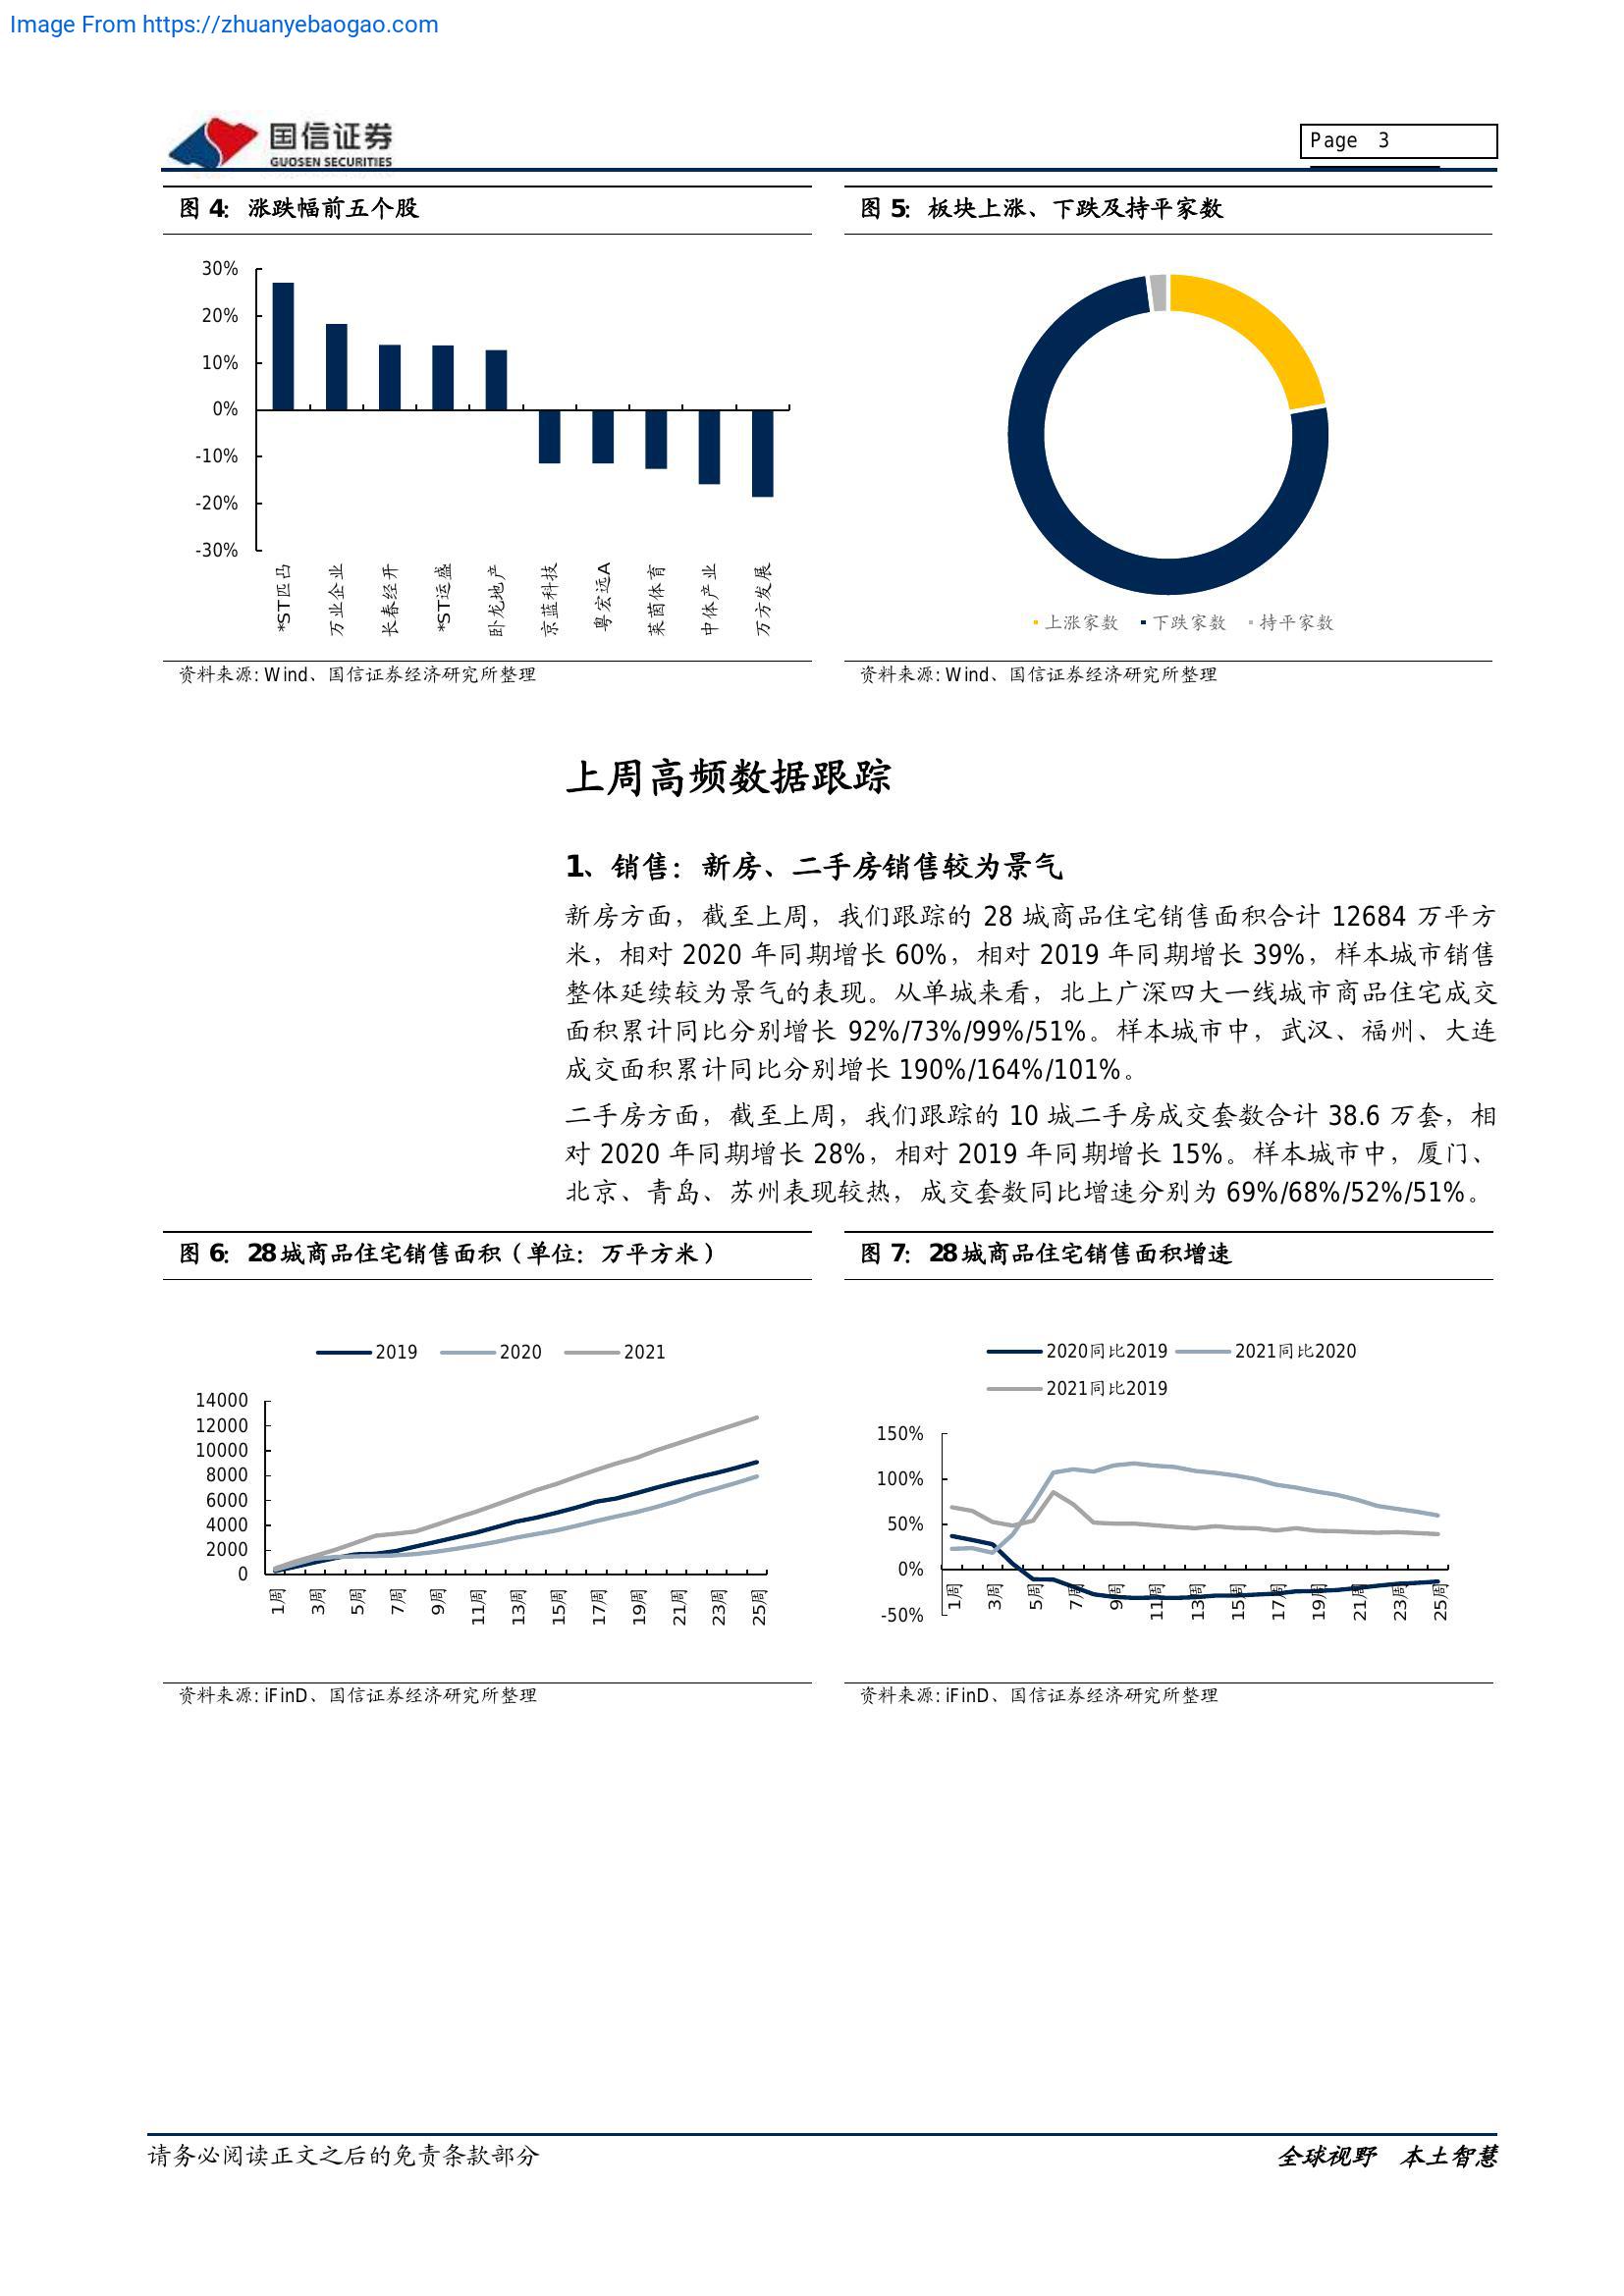 Image From https://zhuanyebaogao.com
国信证券
GUOSEN SECURITIES
Page 3
图 4：涨跌幅前五个股
30%
20%
10%
0%
-10%
-20%
-30%
*ST匹凸
万业企业
长春经开
*ST运盛
卧龙地产
京蓝科技
粤宏远A
莱茵体育
中体产业
万方发展
资料来源：Wind、国信证券经济研究所整理
图 5：板块上涨、下跌及持平家数
上涨家数 下跌家数 持平家数
资料来源：Wind、国信证券经济研究所整理
上周高频数据跟踪
1、销售：新房、二手房销售较为景气
新房方面，截至上周，我们跟踪的 28 城商品住宅销售面积合计 12684 万平方
米，相对 2020 年同期增长 60%，相对 2019 年同期增长 39%，样本城市销售
整体延续较为景气的表现。从单城来看，北上广深四大一线城市商品住宅成交
面积累计同比分别增长 92%/73%/99%/51%。样本城市中，武汉、福州、大连
成交面积累计同比分别增长 190%/164%/101%。
二手房方面，截至上周，我们跟踪的 10 城二手房成交套数合计 38.6 万套，相
对 2020 年同期增长 28%，相对 2019 年同期增长 15%。样本城市中，厦门、
北京、青岛、苏州表现较热，成交套数同比增速分别为 69%/68%/52%/51%。
图 6：28城商品住宅销售面积（单位：万平方米）
2019 2020 2021
14000
12000
10000
8000
6000
4000
2000
0
1周
3周
5周
7周
9周
11周
13周
15周
17周
19周
21周
23周
25周
资料来源：iFinD、国信证券经济研究所整理
图 7：28城商品住宅销售面积增速
2020同比2019 2021同比2020
2021同比2019
150%
100%
50%
0%
-50%
1周
3周
5周
7周
9周
11周
13周
15周
17周
19周
21周
23周
25周
资料来源：iFinD、国信证券经济研究所整理
请务必阅读正文之后的免责条款部分
全球视野 本土智慧